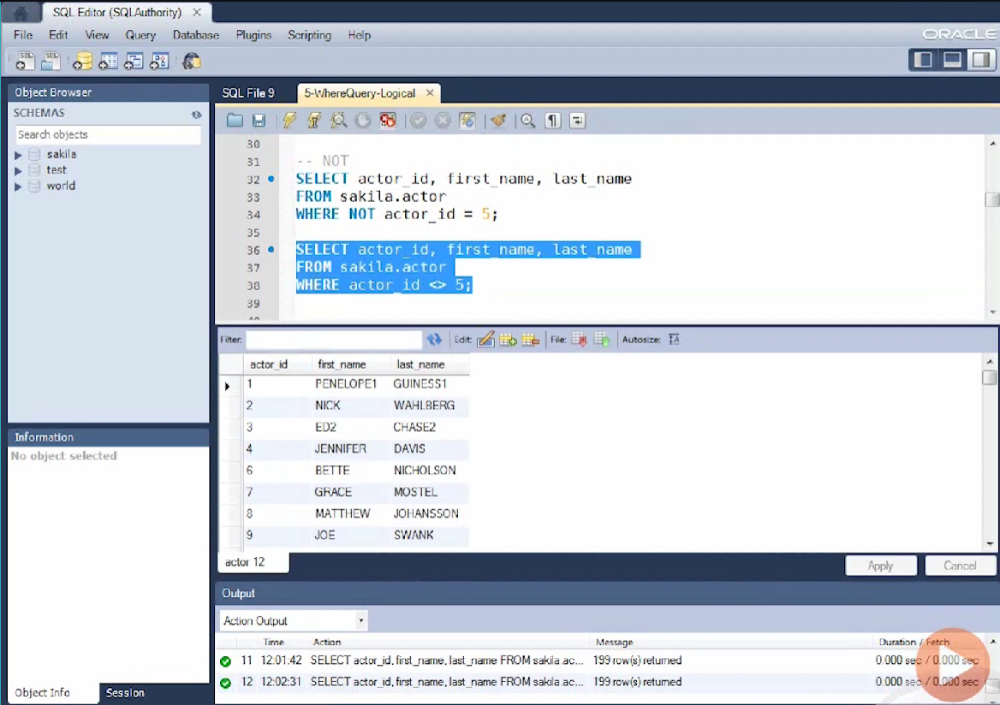 SQL Editor (SQLAuthority)
File Edit View Query Database Plugins Scripting Help
ORACLE
SQL SQL
Object Browser
SCHEMAS
Search objects
sakila
test
world
Information
No object selected
Object Info Session
SQL File 9 5-WhereQuery-Logical
30
31 -- NOT
32 SELECT actor_id, first_name, last_name
33 FROM sakila.actor
34 WHERE NOT actor_id = 5;
35
36 SELECT actor_id, first_name, last_name
37 FROM sakila.actor
38 WHERE actor_id <> 5;
39
Filter: Edit: File: Autosize:
actor_id first_name last_name
1 PENELOPE1 GUINESS1
2 NICK WAHLBERG
3 ED2 CHASE2
4 JENNIFER DAVIS
6 BETTE NICHOLSON
7 GRACE MOSTEL
8 MATTHEW JOHANSSON
9 JOE SWANK
actor 12
Apply Cancel
Output
Action Output
Time Action Message Duration / Fetch
11 12:01:42 SELECT actor_id, first_name, last_name FROM sakila.ac... 199 row(s) returned 0.000 sec / 0.000 sec
12 12:02:31 SELECT actor_id, first_name, last_name FROM sakila.ac... 199 row(s) returned 0.000 sec / 0.000 sec